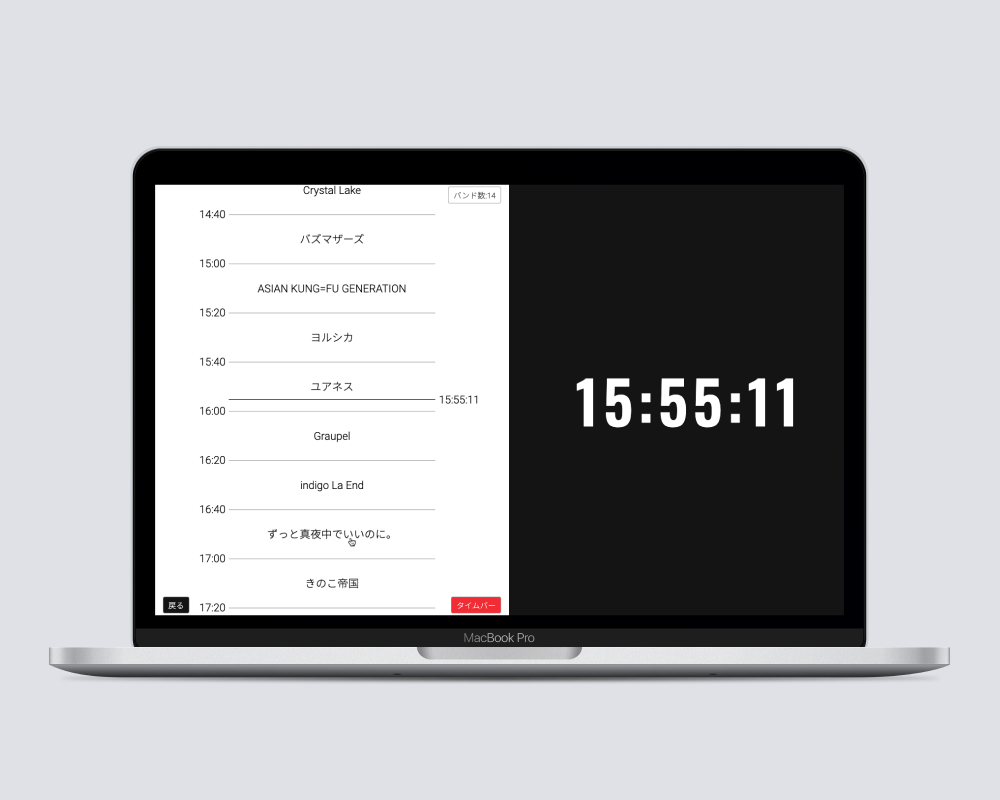 Crystal Lake
バンド数:14
14:40
バズマザーズ
15:00
ASIAN KUNG=FU GENERATION
15:20
ヨルシカ
15:40
ユアネス
15:55:11
16:00
Graupel
16:20
indigo La End
16:40
ずっと真夜中でいいのに。
17:00
きのこ帝国
戻る
17:20
タイムバー
15:55:11
MacBook Pro